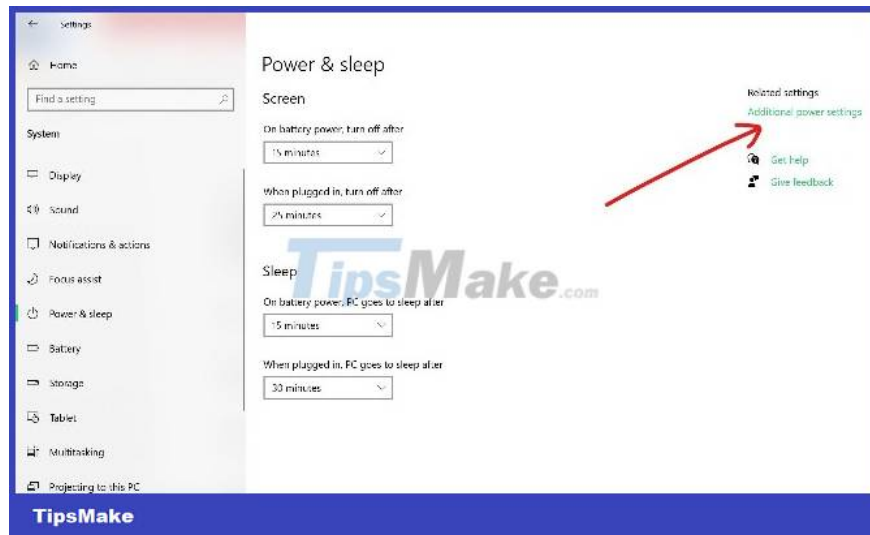 Settings
Home
Find a setting
System
Display
Sound
Notifications & actions
Focus assist
Power & sleep
Battery
Storage
Tablet
Multitasking
Projecting to this PC
Power & sleep
Screen
On battery power, turn off after
15 minutes
When plugged in, turn off after
25 minutes
Sleep
On battery power, PC goes to sleep after
15 minutes
When plugged in, PC goes to sleep after
30 minutes
Related settings
Additional power settings
Get help
Give feedback
TipsMake.com
TipsMake